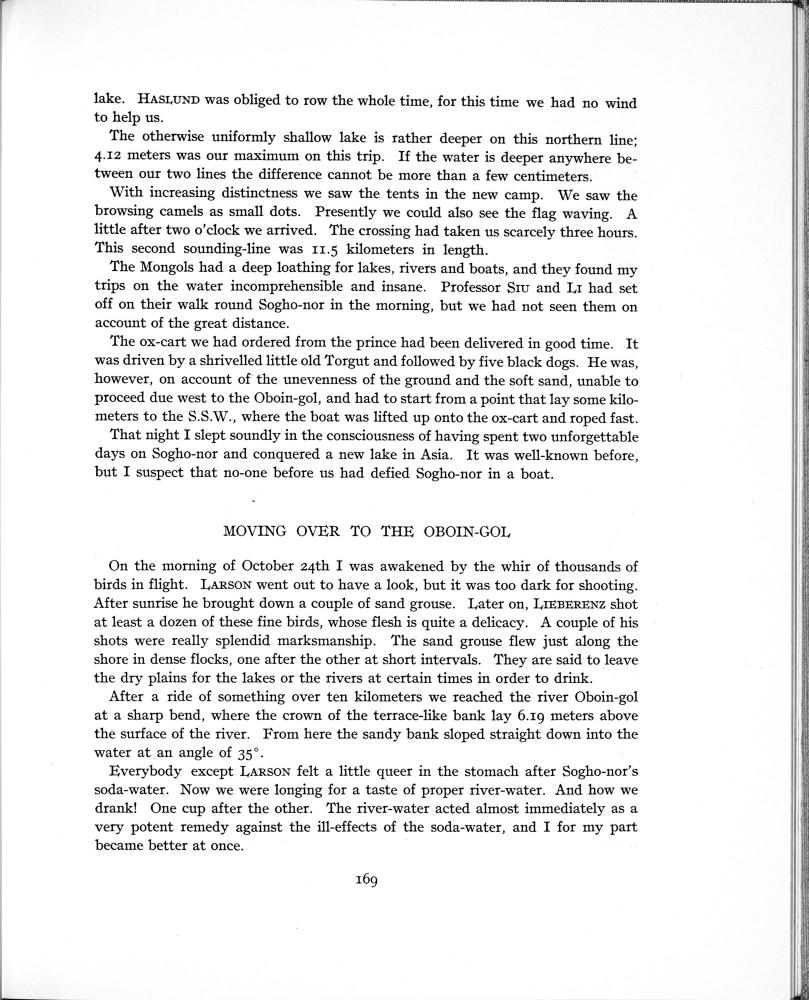 lake. HASLUND was obliged to row the whole time, for this time we had no wind
to help us.
The otherwise uniformly shallow lake is rather deeper on this northern line;
4.12 meters was our maximum on this trip. If the water is deeper anywhere be-
tween our two lines the difference cannot be more than a few centimeters.
With increasing distinctness we saw the tents in the new camp. We saw the
browsing camels as small dots. Presently we could also see the flag waving. A
little after two o'clock we arrived. The crossing had taken us scarcely three hours.
This second sounding-line was 11.5 kilometers in length.
The Mongols had a deep loathing for lakes, rivers and boats, and they found my
trips on the water incomprehensible and insane. Professor SIU and LI had set
off on their walk round Sogho-nor in the morning, but we had not seen them on
account of the great distance.
The ox-cart we had ordered from the prince had been delivered in good time. It
was driven by a shrivelled little old Torgut and followed by five black dogs. He was,
however, on account of the unevenness of the ground and the soft sand, unable to
proceed due west to the Oboin-gol, and had to start from a point that lay some kilo-
meters to the S.S.W., where the boat was lifted up onto the ox-cart and roped fast.
That night I slept soundly in the consciousness of having spent two unforgettable
days on Sogho-nor and conquered a new lake in Asia. It was well-known before,
but I suspect that no-one before us had defied Sogho-nor in a boat.
MOVING OVER TO THE OBOIN-GOL
On the morning of October 24th I was awakened by the whir of thousands of
birds in flight. LARSON went out to have a look, but it was too dark for shooting.
After sunrise he brought down a couple of sand grouse. Later on, LIEBERENZ shot
at least a dozen of these fine birds, whose flesh is quite a delicacy. A couple of his
shots were really splendid marksmanship. The sand grouse flew just along the
shore in dense flocks, one after the other at short intervals. They are said to leave
the dry plains for the lakes or the rivers at certain times in order to drink.
After a ride of something over ten kilometers we reached the river Oboin-gol
at a sharp bend, where the crown of the terrace-like bank lay 6.19 meters above
the surface of the river. From here the sandy bank sloped straight down into the
water at an angle of 35°.
Everybody except LARSON felt a little queer in the stomach after Sogho-nor's
soda-water. Now we were longing for a taste of proper river-water. And how we
drank! One cup after the other. The river-water acted almost immediately as a
very potent remedy against the ill-effects of the soda-water, and I for my part
became better at once.
169